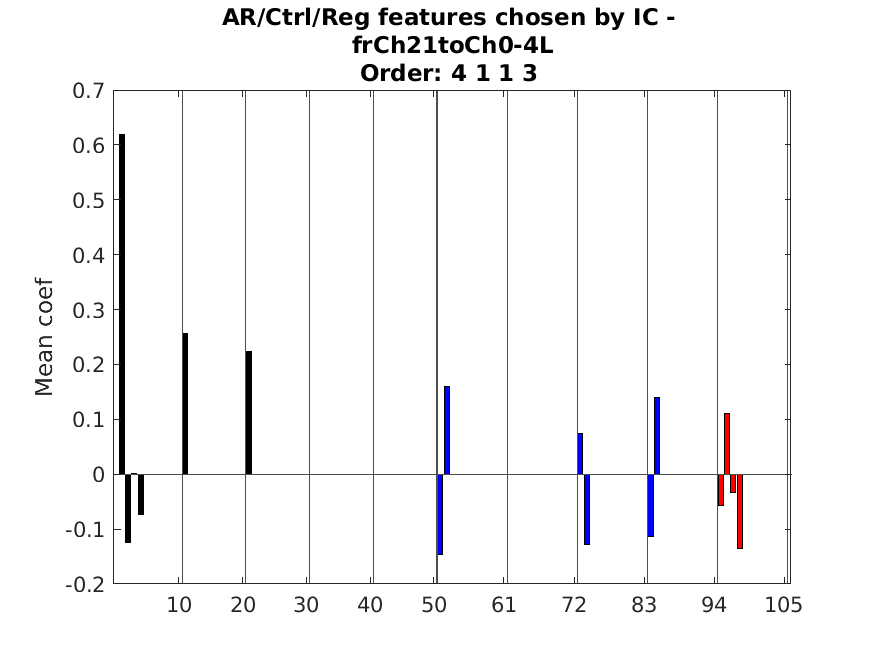 AR/Ctrl/Reg features chosen by IC -
frCh21toCh0-4L
Order: 4 1 1 3
0.7
0.6
0.5
0.4
0.3
0.2
0.1
0
-0.1
-0.2
Mean coef
10 20 30 40 50 61 72 83 94 105